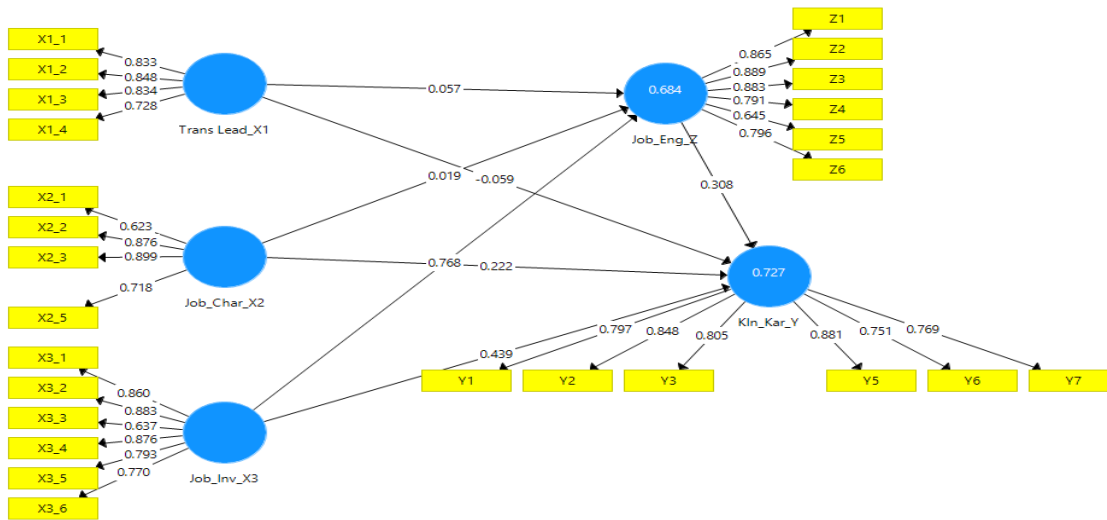 X1_1
X1_2
X1_3
X1_4
0.833
0.848
0.834
0.728
Trans Lead_X1
X2_1
X2_2
X2_3
X2_5
0.623
0.876
0.899
0.718
Job_Char_X2
X3_1
X3_2
X3_3
X3_4
X3_5
X3_6
0.860
0.883
0.637
0.876
0.793
0.770
Job_Inv_X3
0.057
0.019
-0.059
0.768
0.222
0.439
0.308
0.684
Job_Eng_Z
0.865
0.889
0.883
0.791
0.645
0.796
Z1
Z2
Z3
Z4
Z5
Z6
0.727
Kln_Kar_Y
0.797
0.848
0.805
0.881
0.751
0.769
Y1
Y2
Y3
Y5
Y6
Y7